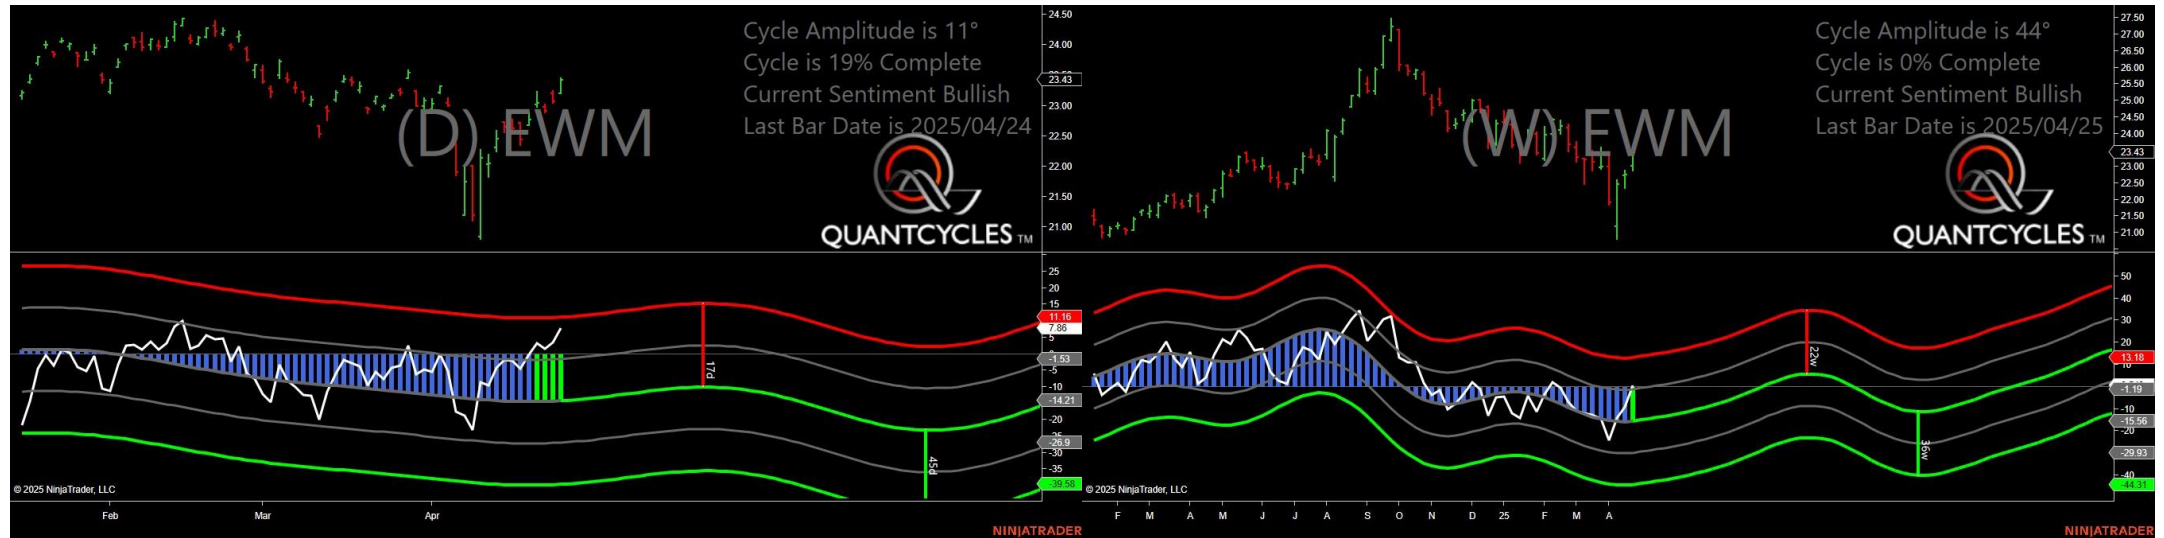 Cycle Amplitude is 11°
Cycle is 19% Complete
Current Sentiment Bullish
Last Bar Date is 2025/04/24
(D) EWM
QUANTCYCLES TM
24.50
24.00
23.43
23.00
22.50
22.00
21.50
21.00
25
20
15
11.16
7.86
5
-1.53
-5
-10
-14.21
-20
-26.9
-30
-35
-39.58
17d
45d
© 2025 NinjaTrader, LLC
Feb Mar Apr
NINJATRADER
Cycle Amplitude is 44°
Cycle is 0% Complete
Current Sentiment Bullish
Last Bar Date is 2025/04/25
(W) EWM
QUANTCYCLES TM
27.50
27.00
26.50
26.00
25.50
25.00
24.50
24.00
23.43
23.00
22.50
22.00
21.50
21.00
50
40
30
20
13.18
10
-1.19
-10
-15.56
-20
-29.93
-40
-44.31
22w
36w
© 2025 NinjaTrader, LLC
F M A M J J A S O N D 25 F M A
NINJATRADER